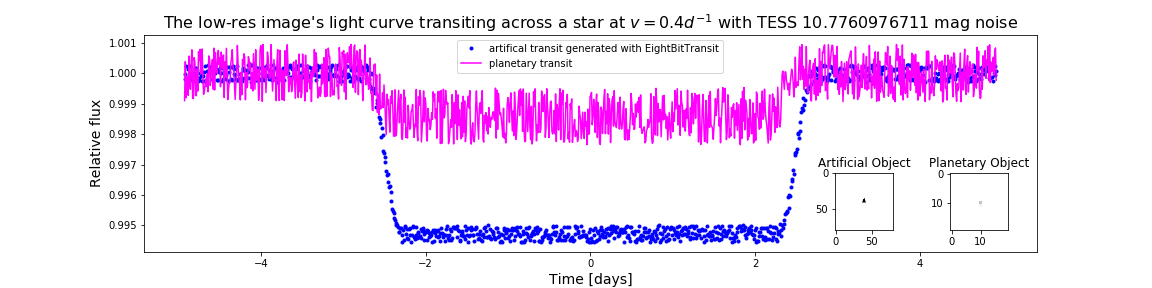 The low-res image's light curve transiting across a star at v = 0.4d⁻¹ with TESS 10.7760976711 mag noise
1.001
1.000
0.999
0.998
0.997
0.996
0.995
Relative flux
artifical transit generated with EightBitTransit
planetary transit
Artificial Object
0
50
0
50
Planetary Object
0
10
0
10
−4
−2
0
2
4
Time [days]